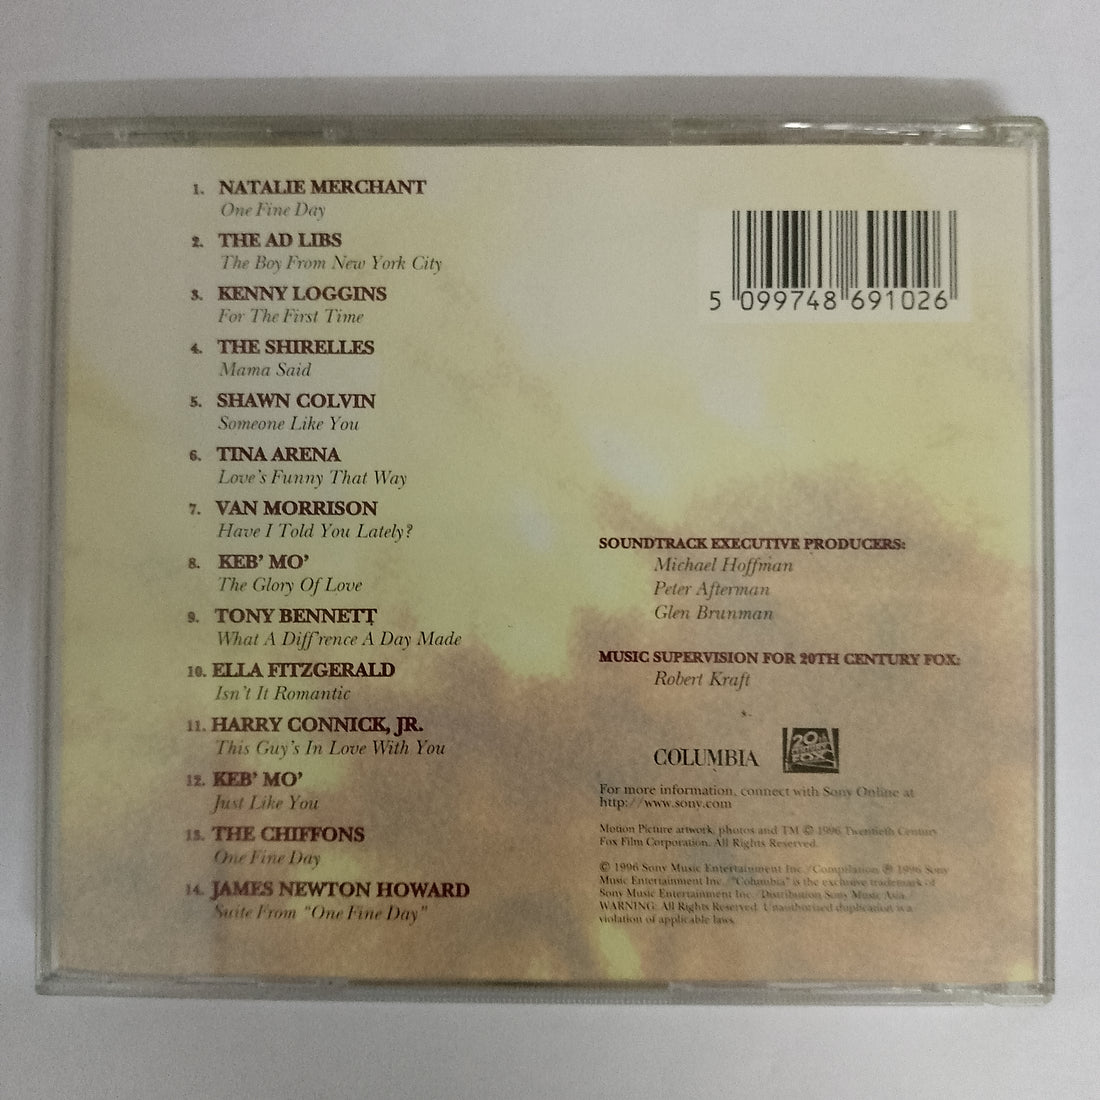 1. NATALIE MERCHANT
One Fine Day
2. THE AD LIBS
The Boy From New York City
3. KENNY LOGGINS
For The First Time
4. THE SHIRELLES
Mama Said
5. SHAWN COLVIN
Someone Like You
6. TINA ARENA
Love's Funny That Way
7. VAN MORRISON
Have I Told You Lately?
8. KEB' MO'
The Glory Of Love
9. TONY BENNETT
What A Diff'rence A Day Made
10. ELLA FITZGERALD
Isn't It Romantic
11. HARRY CONNICK, JR.
This Guy's In Love With You
12. KEB' MO'
Just Like You
13. THE CHIFFONS
One Fine Day
14. JAMES NEWTON HOWARD
Suite From "One Fine Day"
5 099748 691026
SOUNDTRACK EXECUTIVE PRODUCERS:
Michael Hoffman
Peter Afterman
Glen Brunman
MUSIC SUPERVISION FOR 20TH CENTURY FOX:
Robert Kraft
COLUMBIA
20th
CENTURY
FOX
For more information, connect with Sony Online at
http://www.sony.com
Motion Picture artwork, photos and TM © 1996 Twentieth Century
Fox Film Corporation. All Rights Reserved.
© 1996 Sony Music Entertainment Inc./Compilation ℗ 1996 Sony
Music Entertainment Inc./"Columbia" is the exclusive trademark of
Sony Music Entertainment Inc./Distribution Sony Music Asia.
WARNING: All Rights Reserved. Unauthorised duplication is a
violation of applicable laws.